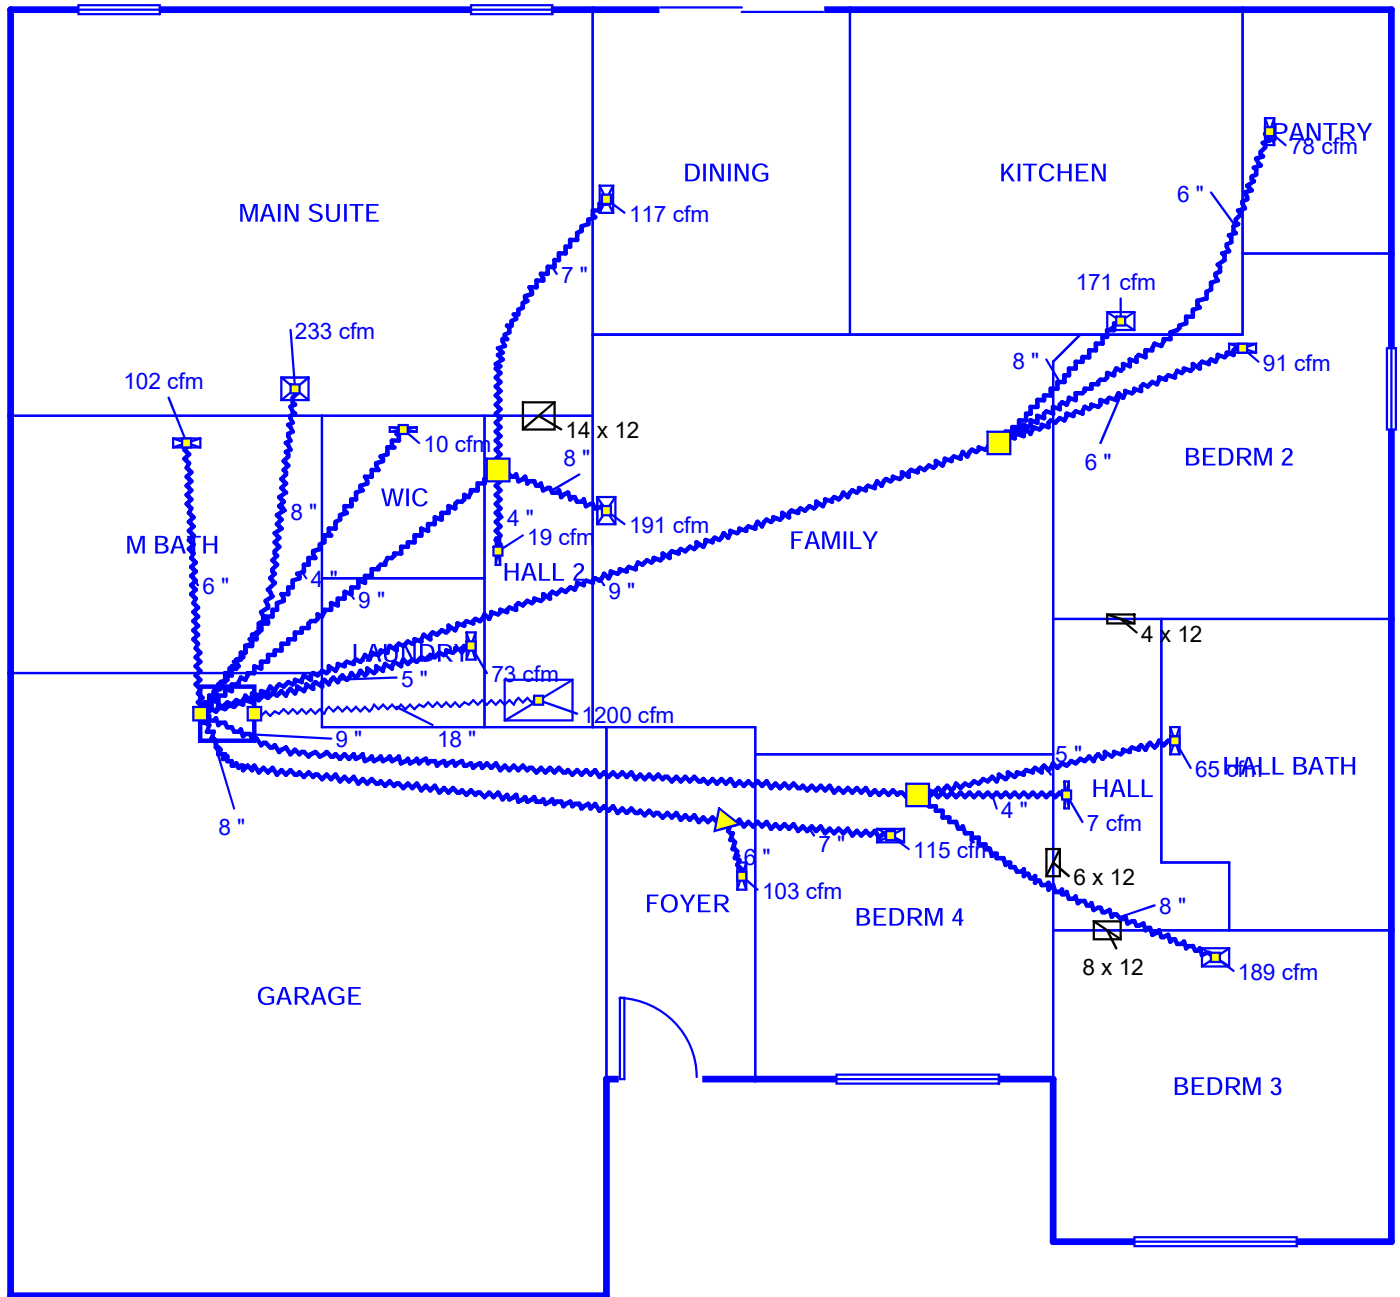 PANTRY
78 cfm
DINING
KITCHEN
6 "
MAIN SUITE
117 cfm
7 "
171 cfm
233 cfm
8 "
91 cfm
102 cfm
14 x 12
10 cfm
8 "
6 "
BEDRM 2
WIC
8 "
4 "
191 cfm
19 cfm
FAMILY
M BATH
HALL 2
6 "
4 "
9 "
9 "
4 x 12
LAUNDRY
73 cfm
5 "
1200 cfm
9 "
18 "
5 "
65 cfm
HALL BATH
HALL
4 "
7 cfm
8 "
7 "
115 cfm
6 "
6 x 12
103 cfm
FOYER
BEDRM 4
8 "
8 x 12
189 cfm
GARAGE
BEDRM 3